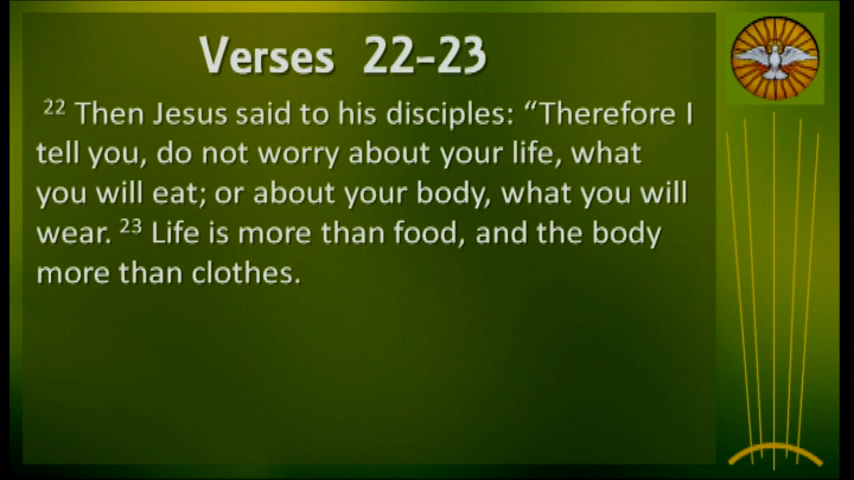 Verses 22-23
22 Then Jesus said to his disciples: “Therefore I
tell you, do not worry about your life, what
you will eat; or about your body, what you will
wear. 23 Life is more than food, and the body
more than clothes.